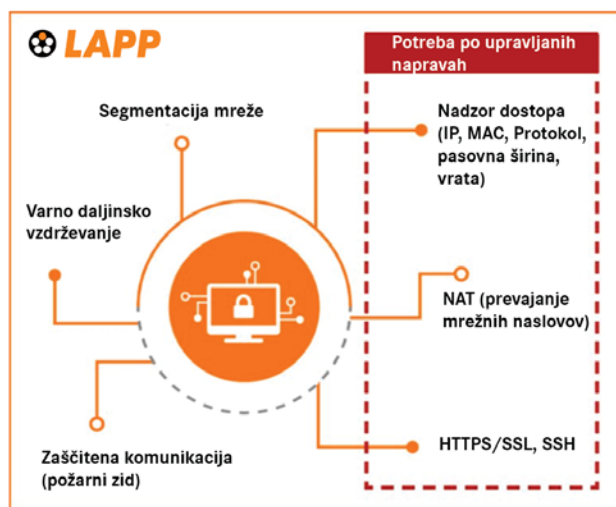 LAPP
Potreba po upravljanih
napravah
Segmentacija mreže
Nadzor dostopa
(IP, MAC, Protokol,
pasovna širina,
vrata)
Varno daljinsko
vzdrževanje
NAT (prevajanje
mrežnih naslovov)
Zaščitena komunikacija
(požarni zid)
HTTPS/SSL, SSH